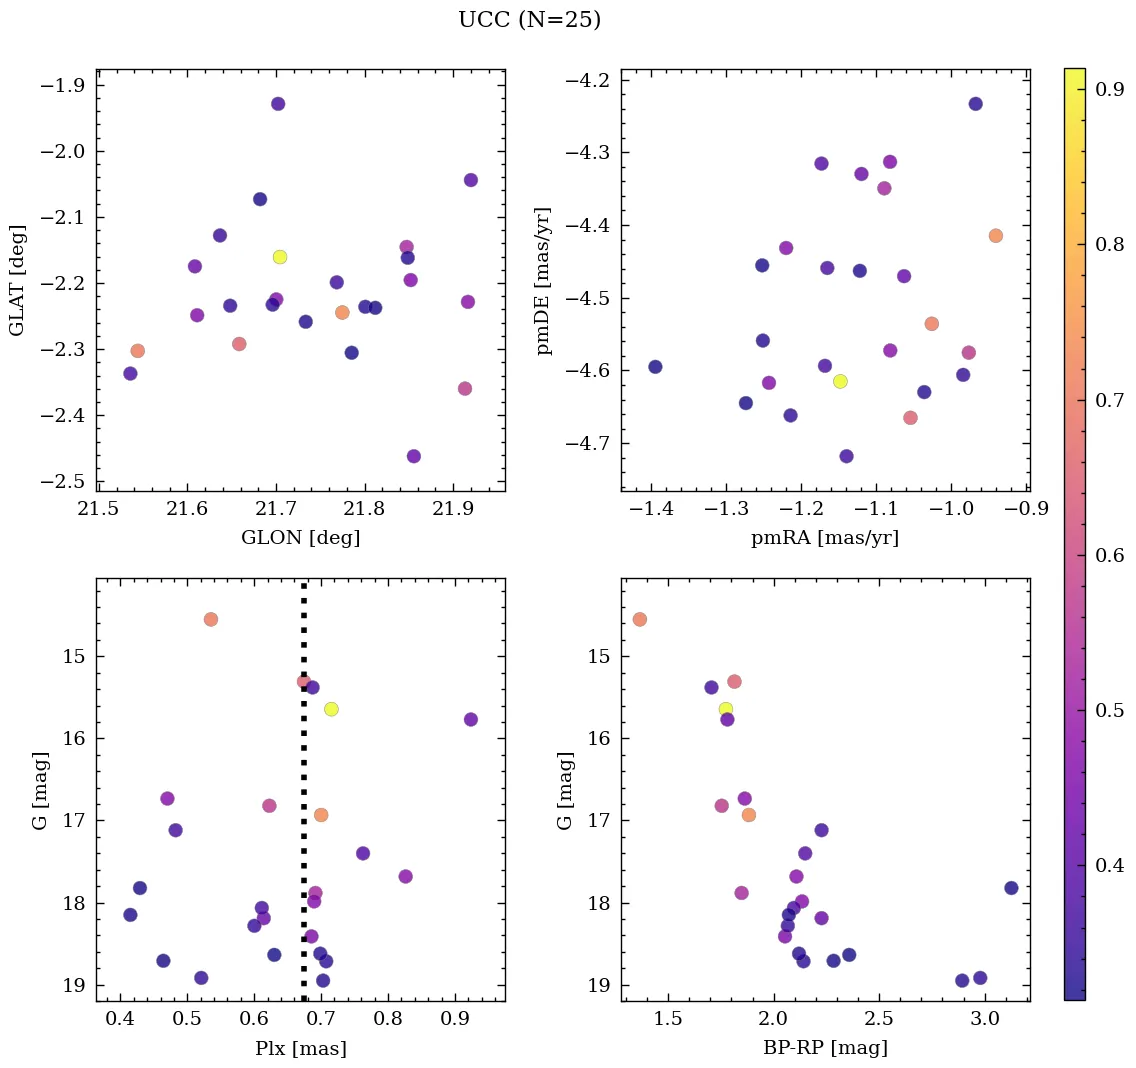 UCC (N=25)
−1.9
−2.0
−2.1
−2.2
−2.3
−2.4
−2.5
GLAT [deg]
21.5 21.6 21.7 21.8 21.9
GLON [deg]
−4.2
−4.3
−4.4
−4.5
−4.6
−4.7
pmDE [mas/yr]
−1.4 −1.3 −1.2 −1.1 −1.0 −0.9
pmRA [mas/yr]
15
16
17
18
19
G [mag]
0.4 0.5 0.6 0.7 0.8 0.9
Plx [mas]
15
16
17
18
19
G [mag]
1.5 2.0 2.5 3.0
BP-RP [mag]
0.9
0.8
0.7
0.6
0.5
0.4